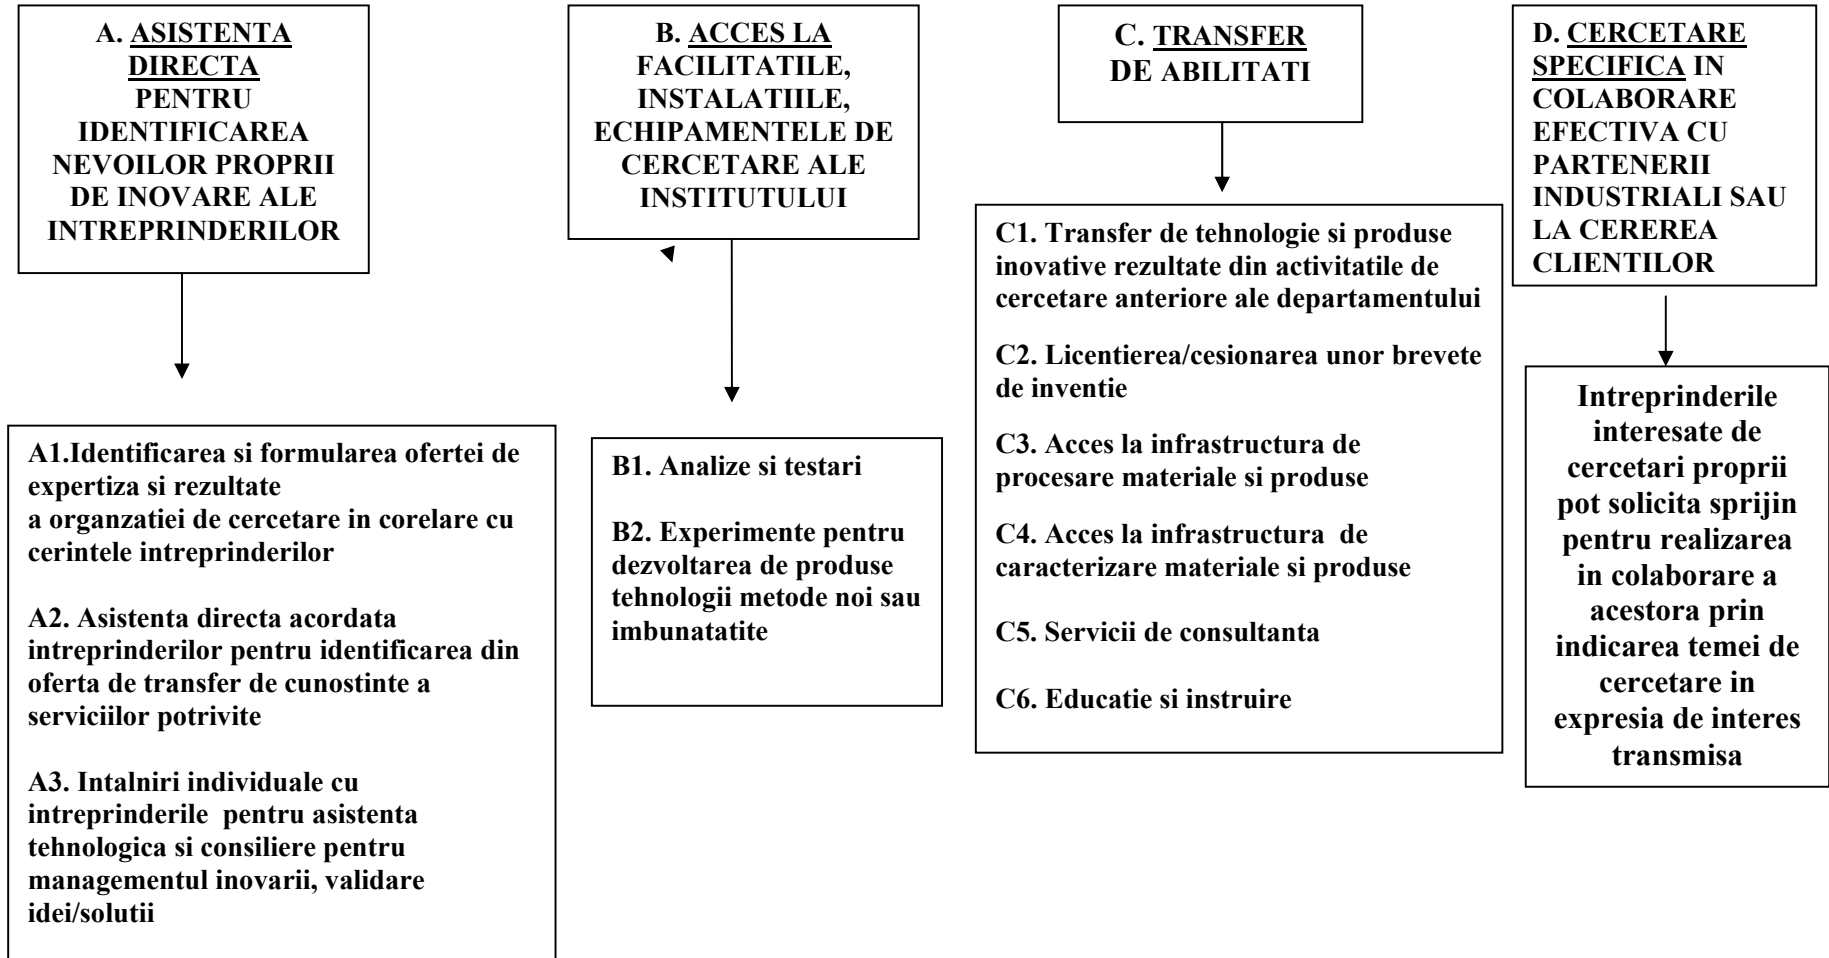 A. ASISTENTA
DIRECTA
PENTRU
IDENTIFICAREA
NEVOILOR PROPRII
DE INOVARE ALE
INTREPRINDERILOR
A1.Identificarea si formularea ofertei de
expertiza si rezultate
a organzatiei de cercetare in corelare cu
cerintele intreprinderilor
A2. Asistenta directa acordata
intreprinderilor pentru identificarea din
oferta de transfer de cunostinte a
serviciilor potrivite
A3. Intalniri individuale cu
intreprinderile pentru asistenta
tehnologica si consiliere pentru
managementul inovarii, validare
idei/solutii
B. ACCES LA
FACILITATILE,
INSTALATIILE,
ECHIPAMENTELE DE
CERCETARE ALE
INSTITUTULUI
B1. Analize si testari
B2. Experimente pentru
dezvoltarea de produse
tehnologii metode noi sau
imbunatatite
C. TRANSFER
DE ABILITATI
C1. Transfer de tehnologie si produse
inovative rezultate din activitatile de
cercetare anteriore ale departamentului
C2. Licentierea/cesionarea unor brevete
de inventie
C3. Acces la infrastructura de
procesare materiale si produse
C4. Acces la infrastructura de
caracterizare materiale si produse
C5. Servicii de consultanta
C6. Educatie si instruire
D. CERCETARE
SPECIFICA IN
COLABORARE
EFECTIVA CU
PARTENERII
INDUSTRIALI SAU
LA CEREREA
CLIENTILOR
Intreprinderile
interesate de
cercetari proprii
pot solicita sprijin
pentru realizarea
in colaborare a
acestora prin
indicarea temei de
cercetare in
expresia de interes
transmisa